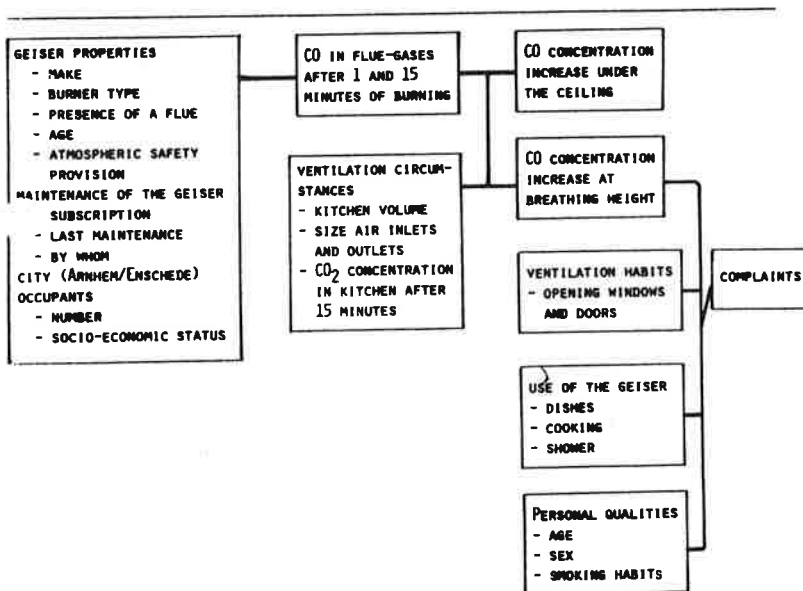 GEISER PROPERTIES
- MAKE
- BURNER TYPE
- PRESENCE OF A FLUE
- AGE
- ATMOSPHERIC SAFETY
PROVISION
MAINTENANCE OF THE GEISER
SUBSCRIPTION
- LAST MAINTENANCE
- BY WHOM
CITY (ARNHEM/ENSCHEDE)
OCCUPANTS
- NUMBER
- SOCIO-ECONOMIC STATUS
CO IN FLUE-GASES
AFTER 1 AND 15
MINUTES OF BURNING
VENTILATION CIRCUM-
STANCES
- KITCHEN VOLUME
- SIZE AIR INLETS
AND OUTLETS
- CO2 CONCENTRATION
IN KITCHEN AFTER
15 MINUTES
CO CONCENTRATION
INCREASE UNDER
THE CEILING
CO CONCENTRATION
INCREASE AT
BREATHING HEIGHT
VENTILATION HABITS
- OPENING WINDOWS
AND DOORS
USE OF THE GEISER
- DISHES
- COOKING
- SHOWER
PERSONAL QUALITIES
- AGE
- SEX
- SMOKING HABITS
COMPLAINTS